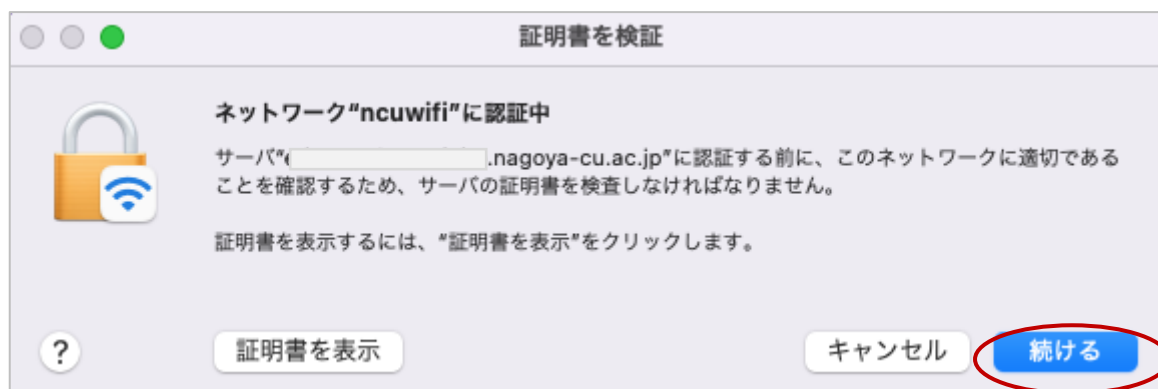 証明書を検証
ネットワーク“ncuwifi”に認証中
サーバ“ .nagoya-cu.ac.jp”に認証する前に、このネットワークに適切である
ことを確認するため、サーバの証明書を検査しなければなりません。
証明書を表示するには、“証明書を表示”をクリックします。
?
証明書を表示
キャンセル
続ける